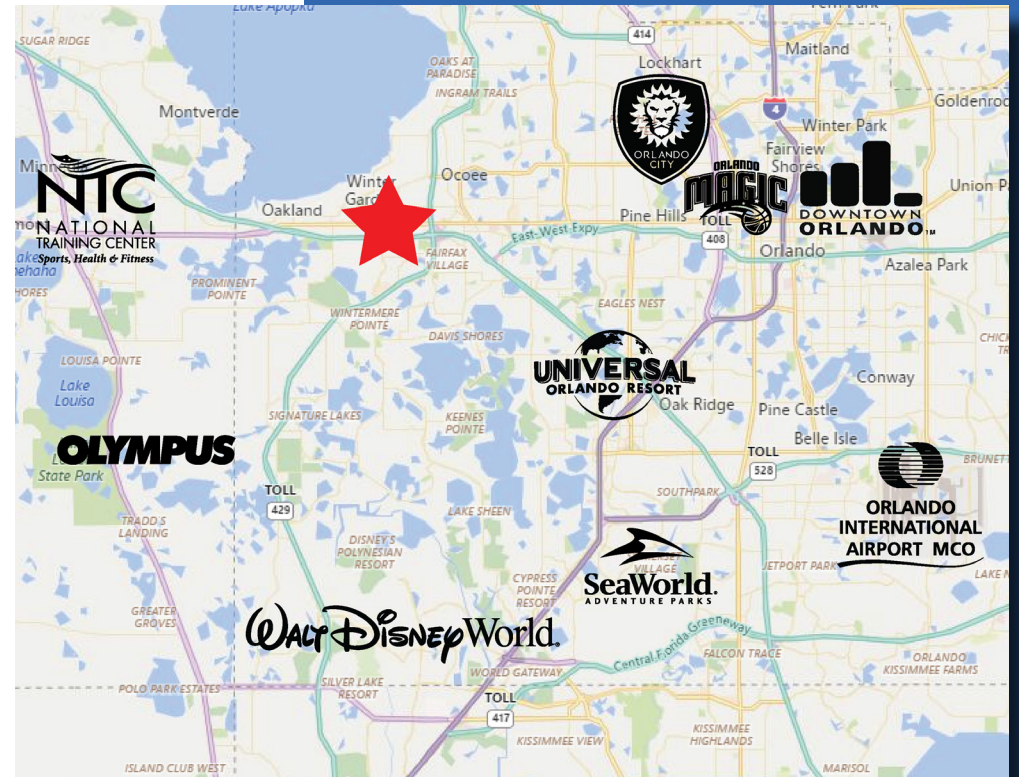 Lake Apopka
SUGAR RIDGE
414
Maitland
OAKS AT
PARADISE
Lockhart
INGRAM TRAILS
Montverde
4
Goldenrod
Winter Park
ORLANDO
CITY
Fairview
Shores
NTC
NATIONAL
TRAINING CENTER
Sports, Health & Fitness
Winter
Ocoee
ORLANDO
MAGIC
Union
Oakland
Pine Hills
TOLL
408
DOWNTOWN
ORLANDO™
East-West Expy
Orlando
FAIRFAX
VILLAGE
Azalea Park
PROMINENT
POINTE
EAGLES NEST
WINTERMERE
POINTE
DAVIS SHORES
LOUISA POINTE
UNIVERSAL
ORLANDO RESORT
Lake
Louisa
Conway
SIGNATURE LAKES
KEENES
POINTE
Oak Ridge
Pine Castle
OLYMPUS
State Park
Belle Isle
TOLL
528
TOLL
429
SOUTHPARK
ORLANDO
INTERNATIONAL
AIRPORT MCO
LAKE SHEEN
TRADD'S
LANDING
DISNEY'S
POLYNESIAN
RESORT
VILLAGE
JETPORT PARK
CYPRESS
POINTE
RESORT
SeaWorld.
ADVENTURE PARKS
GREATER
GROVES
WALT DISNEY World.
Central Florida Greeneway
FALCON TRACE
ORLANDO
KISSIMMEE FARMS
WORLD GATEWAY
POLO PARK ESTATES
SILVER LAKE
RESORT
TOLL
417
KISSIMMEE VIEW
KISSIMMEE
HIGHLANDS
ISLAND CLUB WEST
MARISOL